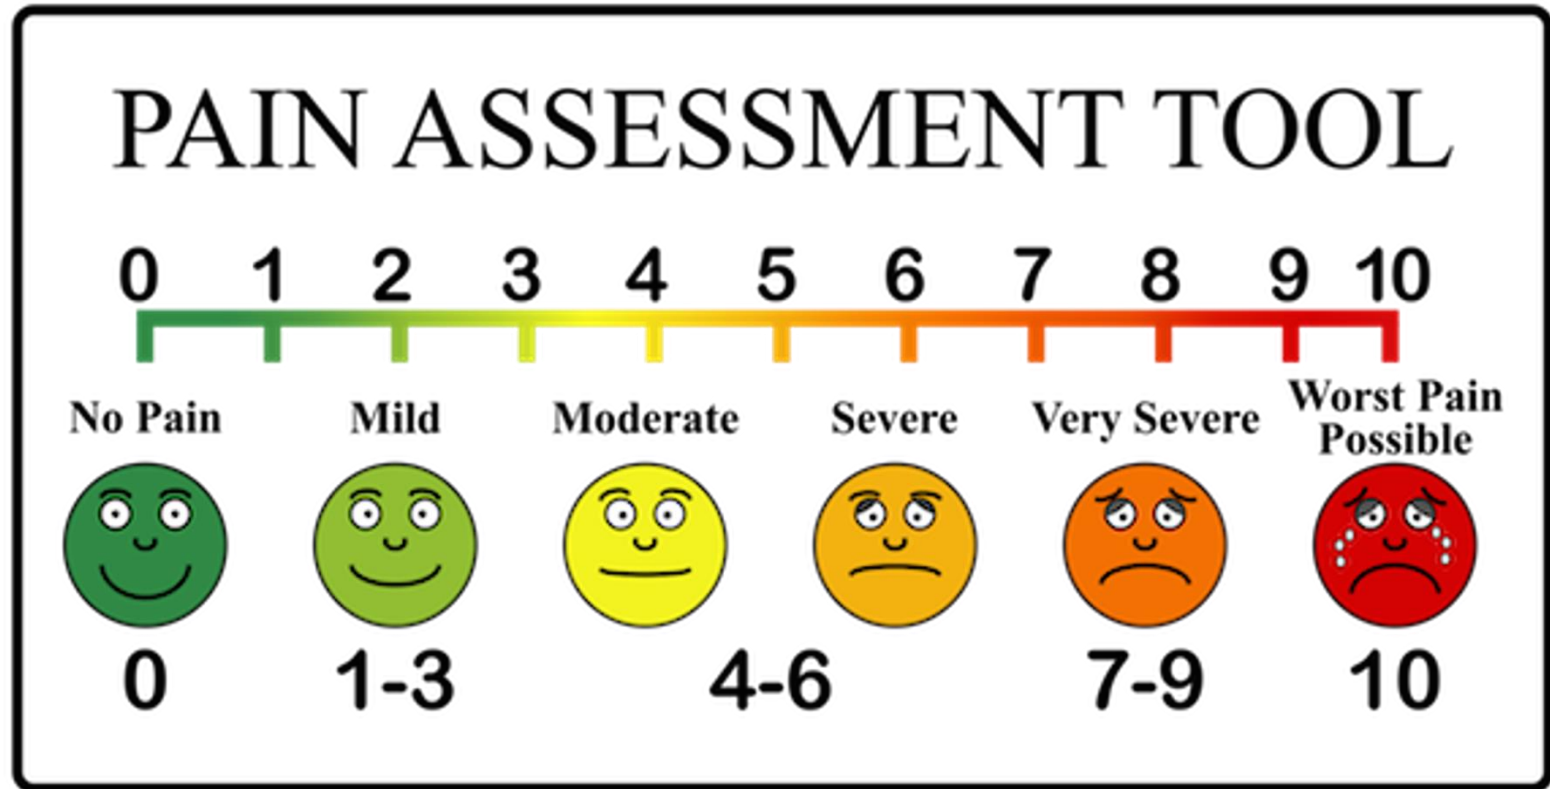 PAIN ASSESSMENT TOOL
0 1 2 3 4 5 6 7 8 9 10
No Pain Mild Moderate Severe Very Severe Worst Pain Possible
0 1-3 4-6 7-9 10